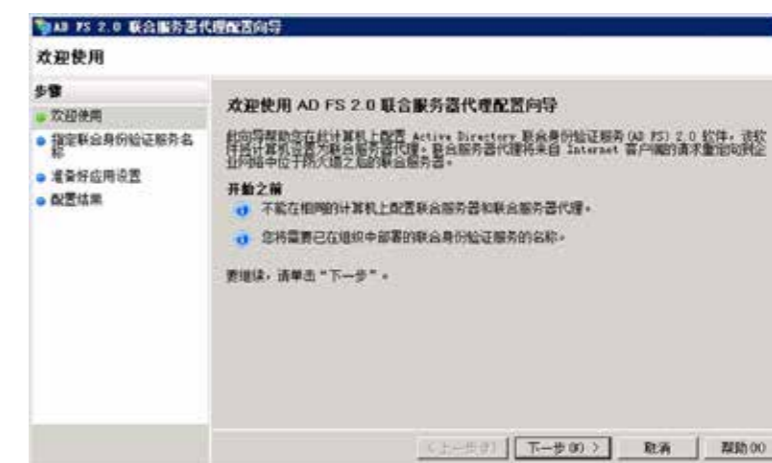 AD FS 2.0 联合服务器代理配置向导
欢迎使用
步骤
欢迎使用
指定联合身份验证服务名
称
准备好应用设置
配置结果
欢迎使用 AD FS 2.0 联合服务器代理配置向导
此向导帮助您在此计算机上配置 Active Directory 联合身份验证服务(AD FS) 2.0 软件。该软
件将计算机设置为联合服务器代理。联合服务器代理将来自 Internet 客户端的请求重定向到企
业网络中位于防火墙之后的联合服务器。
开始之前
不能在相同的计算机上配置联合服务器和联合服务器代理。
您将需要已在组织中部署的联合身份验证服务的名称。
要继续，请单击“下一步”。
<上一步(P)
下一步(N) >
取消
帮助(H)